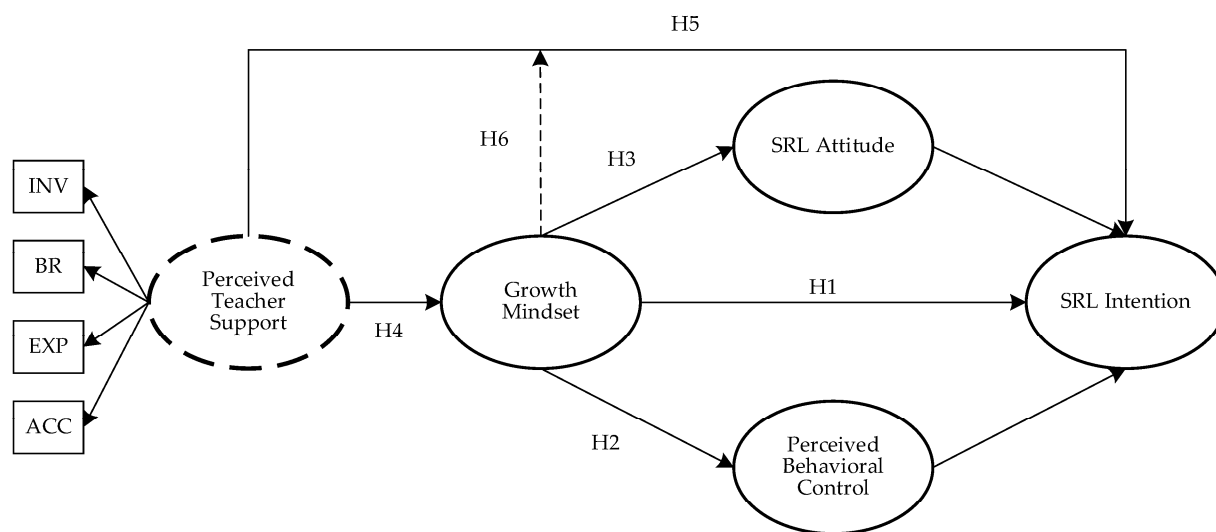 H5
H6
H3
SRL Attitude
INV
BR
EXP
ACC
Perceived
Teacher
Support
H4
Growth
Mindset
H1
SRL Intention
H2
Perceived
Behavioral
Control